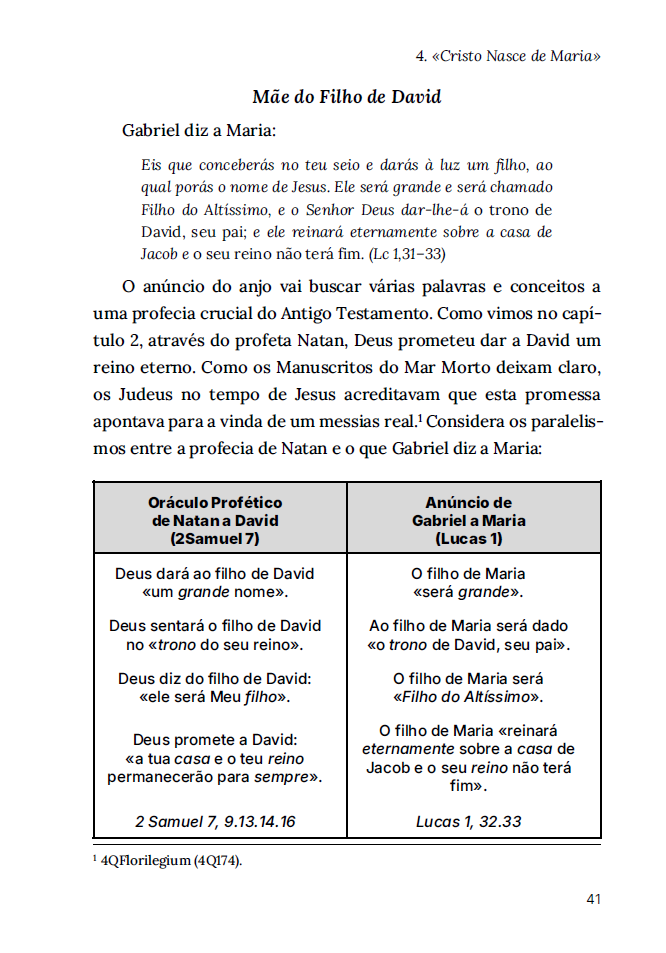 4. «Cristo Nasce de Maria»
Mãe do Filho de David
Gabriel diz a Maria:
Eis que conceberás no teu seio e darás à luz um filho, ao
qual porás o nome de Jesus. Ele será grande e será chamado
Filho do Altíssimo, e o Senhor Deus dar-lhe-á o trono de
David, seu pai; e ele reinará eternamente sobre a casa de
Jacob e o seu reino não terá fim. (Lc 1,31–33)
O anúncio do anjo vai buscar várias palavras e conceitos a
uma profecia crucial do Antigo Testamento. Como vimos no capí-
tulo 2, através do profeta Natan, Deus prometeu dar a David um
reino eterno. Como os Manuscritos do Mar Morto deixam claro,
os Judeus no tempo de Jesus acreditavam que esta promessa
apontava para a vinda de um messias real.¹ Considera os paralelis-
mos entre a profecia de Natan e o que Gabriel diz a Maria:
Oráculo Profético
de Natan a David
(2Samuel 7)
Anúncio de
Gabriel a Maria
(Lucas 1)
Deus dará ao filho de David
«um grande nome».
O filho de Maria
«será grande».
Deus sentará o filho de David
no «trono do seu reino».
Ao filho de Maria será dado
«o trono de David, seu pai».
Deus diz do filho de David:
«ele será Meu filho».
O filho de Maria será
«Filho do Altíssimo».
Deus promete a David:
«a tua casa e o teu reino
permanecerão para sempre».
O filho de Maria «reinará
eternamente sobre a casa de
Jacob e o seu reino não terá
fim».
2 Samuel 7, 9.13.14.16
Lucas 1, 32.33
¹ 4QFlorilegium (4Q174).
41